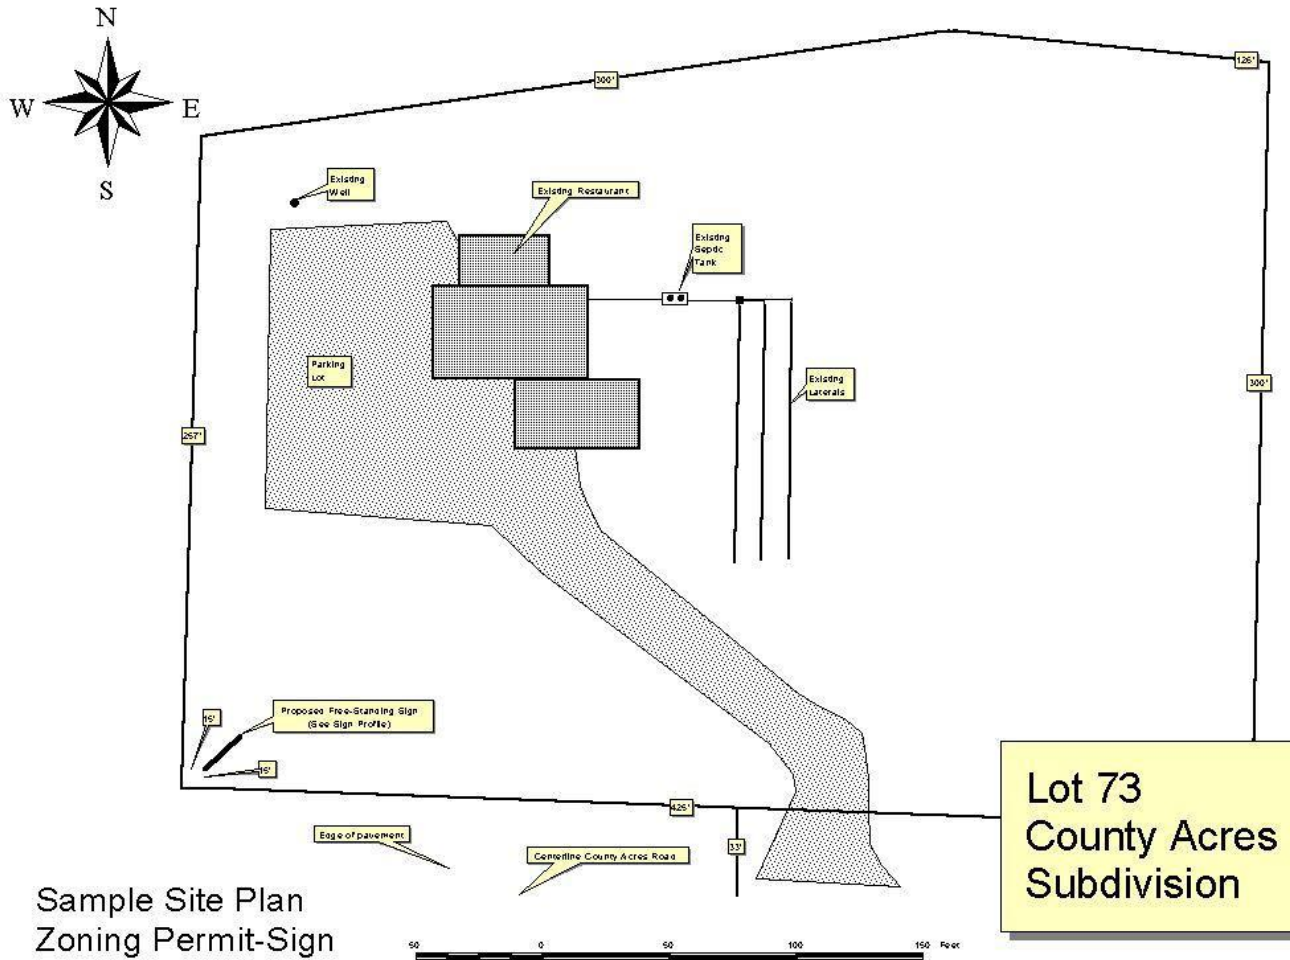 N
W E
S
300'
126'
Existing
Well
Existing Restaurant
Existing
Septic
Tank
Parking
Lot
Existing
Laterals
300'
267'
Proposed Free-Standing Sign
(See Sign Profile)
15'
15'
425'
33'
Edge of pavement
Centerline County Acres Road
Lot 73
County Acres
Subdivision
Sample Site Plan
Zoning Permit-Sign
50 0 50 100 150 Feet